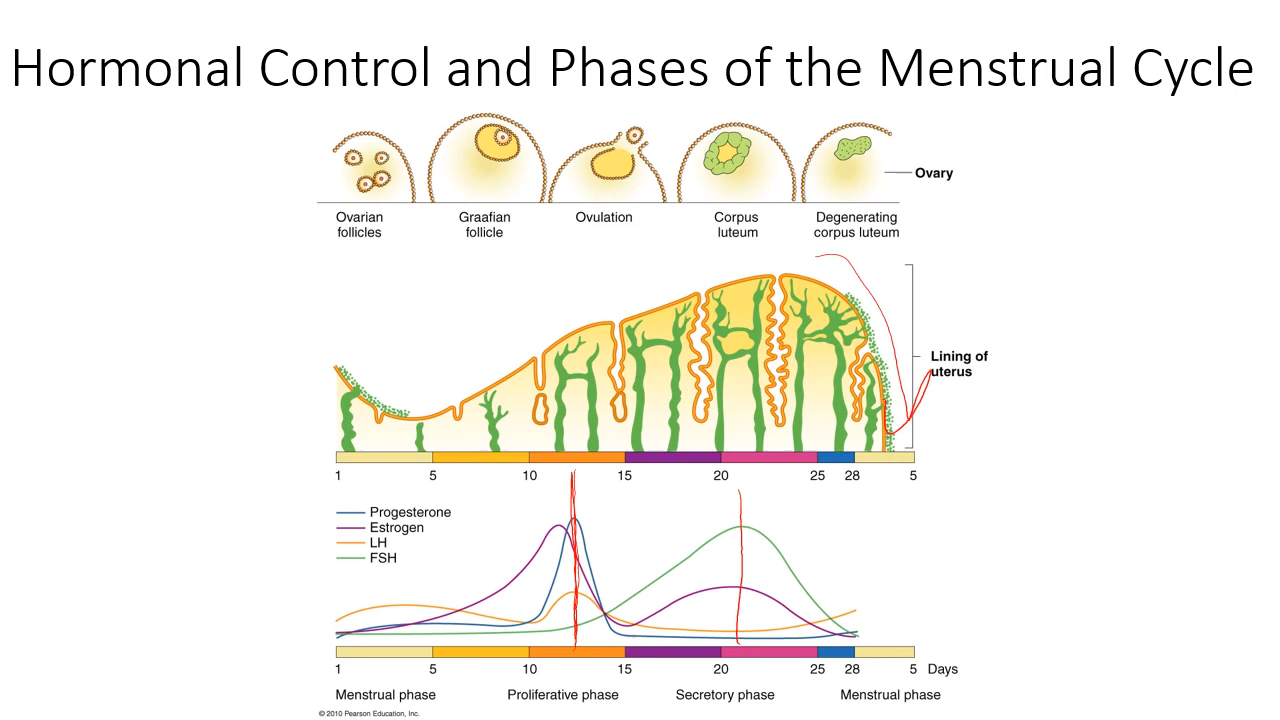 Hormonal Control and Phases of the Menstrual Cycle
Ovary
Ovarian follicles
Graafian follicle
Ovulation
Corpus luteum
Degenerating corpus luteum
Lining of uterus
1 5 10 15 20 25 28 5
Progesterone
Estrogen
LH
FSH
1 5 10 15 20 25 28 5 Days
Menstrual phase Proliferative phase Secretory phase Menstrual phase
© 2010 Pearson Education, Inc.